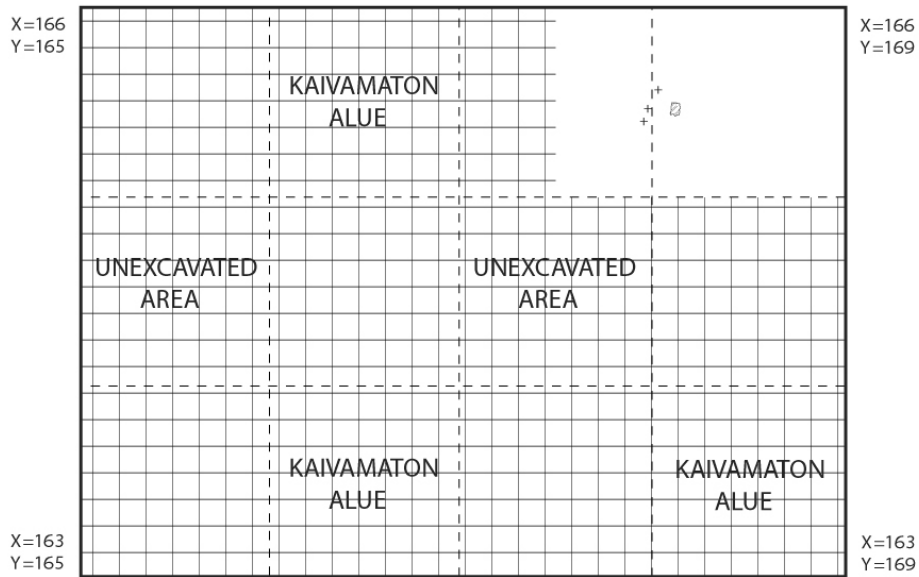 X=166
Y=165
X=166
Y=169
KAIVAMATON
ALUE
UNEXCAVATED
AREA
UNEXCAVATED
AREA
KAIVAMATON
ALUE
KAIVAMATON
ALUE
X=163
Y=165
X=163
Y=169